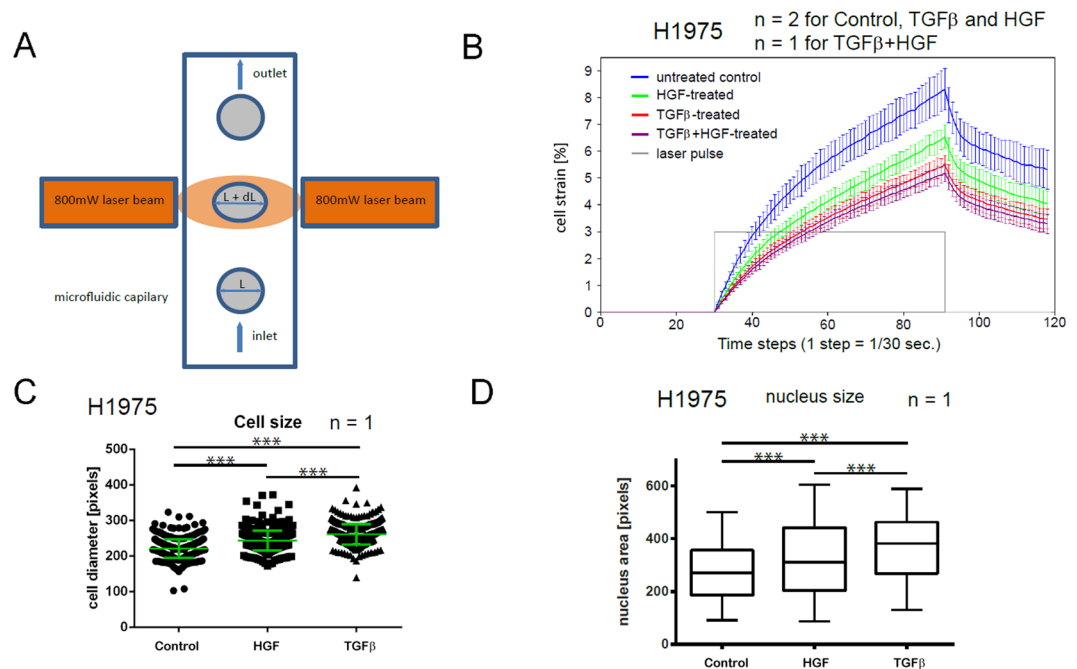 A
outlet
800mW laser beam
L + dL
800mW laser beam
L
microfluidic capilary
inlet
B
H1975
n = 2 for Control, TGFβ and HGF
n = 1 for TGFβ+HGF
untreated control
HGF-treated
TGFβ-treated
TGFβ+HGF-treated
laser pulse
cell strain [%]
9
8
7
6
5
4
3
2
1
0
0
20
40
60
80
100
120
Time steps (1 step = 1/30 sec.)
C
H1975
Cell size
n = 1
***
***
***
cell diameter [pixels]
500
400
300
200
100
0
Control
HGF
TGFβ
D
H1975
nucleus size
n = 1
***
***
***
nucleus area [pixels]
600
400
200
0
Control
HGF
TGFβ